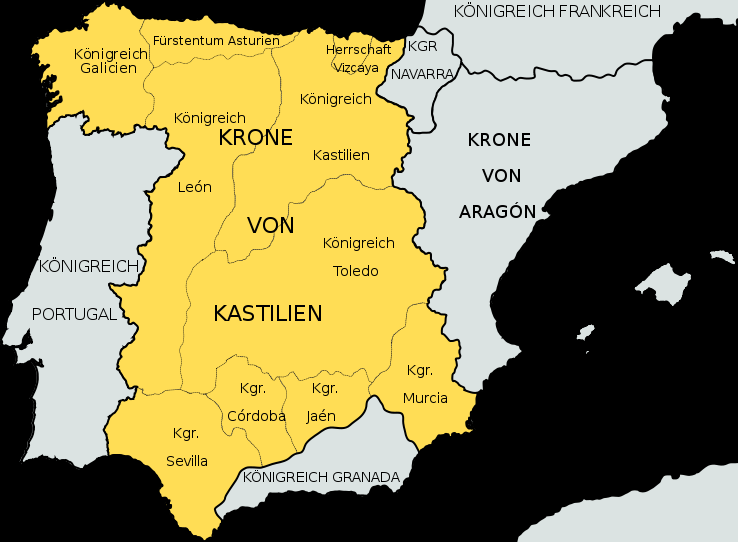 KÖNIGREICH FRANKREICH
Fürstentum Asturien
Königreich
Galicien
Herrschaft
Vizcaya
KGR
NAVARRA
Königreich
Kastilien
Königreich
León
KRONE
VON
KASTILIEN
KRONE
VON
ARAGÓN
Königreich
Toledo
KÖNIGREICH
PORTUGAL
Kgr.
Murcia
Kgr.
Córdoba
Kgr.
Jaén
Kgr.
Sevilla
KÖNIGREICH GRANADA